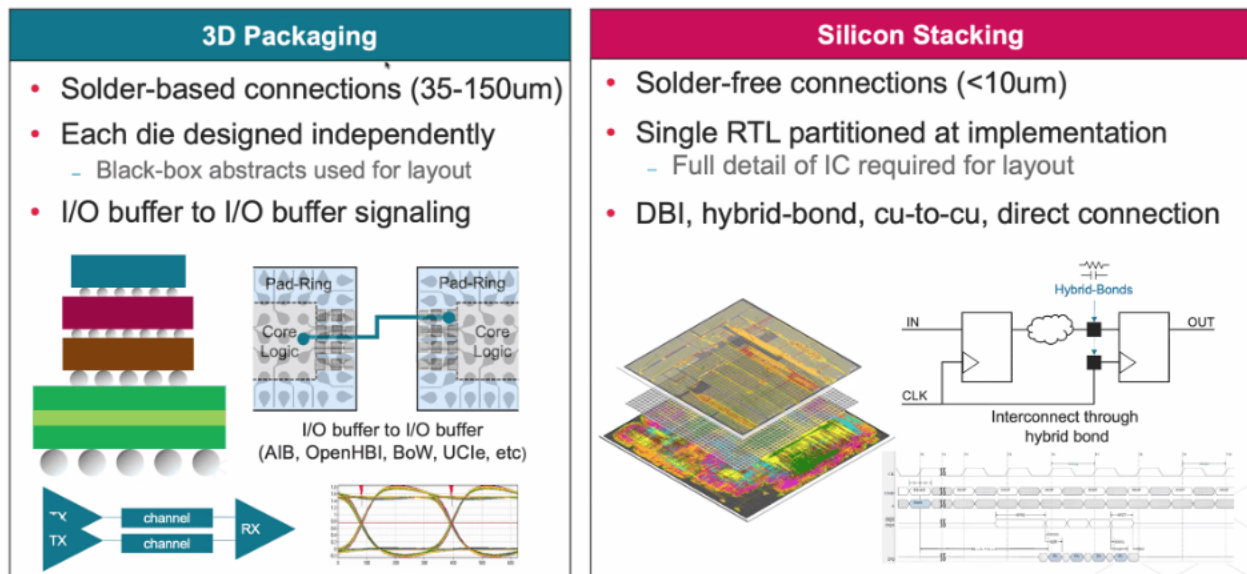 3D Packaging
• Solder-based connections (35-150um)
• Each die designed independently
– Black-box abstracts used for layout
• I/O buffer to I/O buffer signaling
Pad-Ring
Pad-Ring
Core
Logic
Core
Logic
I/O buffer to I/O buffer
(AIB, OpenHBI, BoW, UCIe, etc)
TX
channel
RX
TX
channel
Silicon Stacking
• Solder-free connections (<10um)
• Single RTL partitioned at implementation
– Full detail of IC required for layout
• DBI, hybrid-bond, cu-to-cu, direct connection
Hybrid-Bonds
IN
OUT
CLK
Interconnect through
hybrid bond